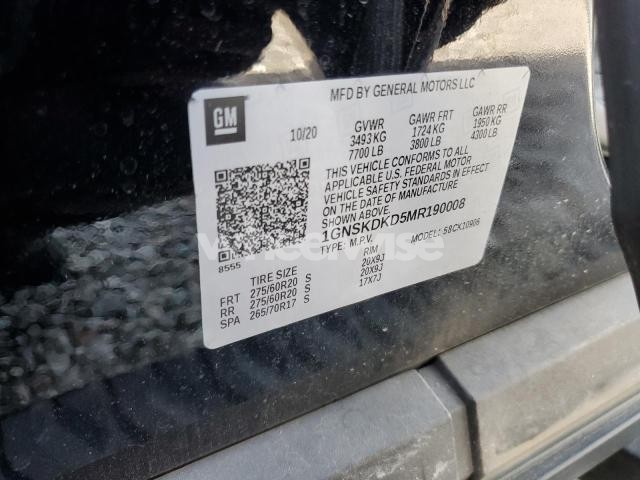 MFD BY GENERAL MOTORS LLC
GM
10/20 GVWR GAWR FRT GAWR RR
3493 KG 1724 KG 1950 KG
7700 LB 3800 LB 4300 LB
THIS VEHICLE CONFORMS TO ALL
APPLICABLE U.S. FEDERAL MOTOR
VEHICLE SAFETY STANDARDS IN EFFECT
ON THE DATE OF MANUFACTURE
SHOWN ABOVE.
1GNSKDKD5MR190008
TYPE: M.P.V. MODEL: 58CK10906
8555
TIRE SIZE RIM
FRT 275/60R20 S 20X9J
RR 275/60R20 S 20X9J
SPA 265/70R17 S 17X7J